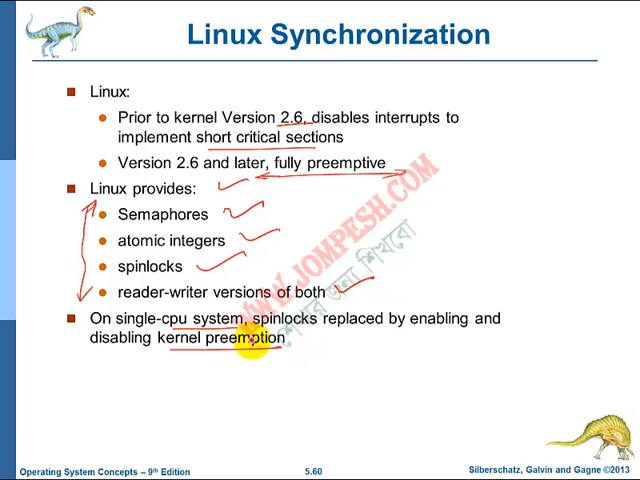 Linux Synchronization
Linux:
Prior to kernel Version 2.6, disables interrupts to
implement short critical sections
Version 2.6 and later, fully preemptive
Linux provides:
Semaphores
atomic integers
spinlocks
reader-writer versions of both
On single-cpu system, spinlocks replaced by enabling and
disabling kernel preemption
WWW.JOMPESH.COM
শেখার জন্য শিখবো
Operating System Concepts – 9th Edition
5.60
Silberschatz, Galvin and Gagne ©2013